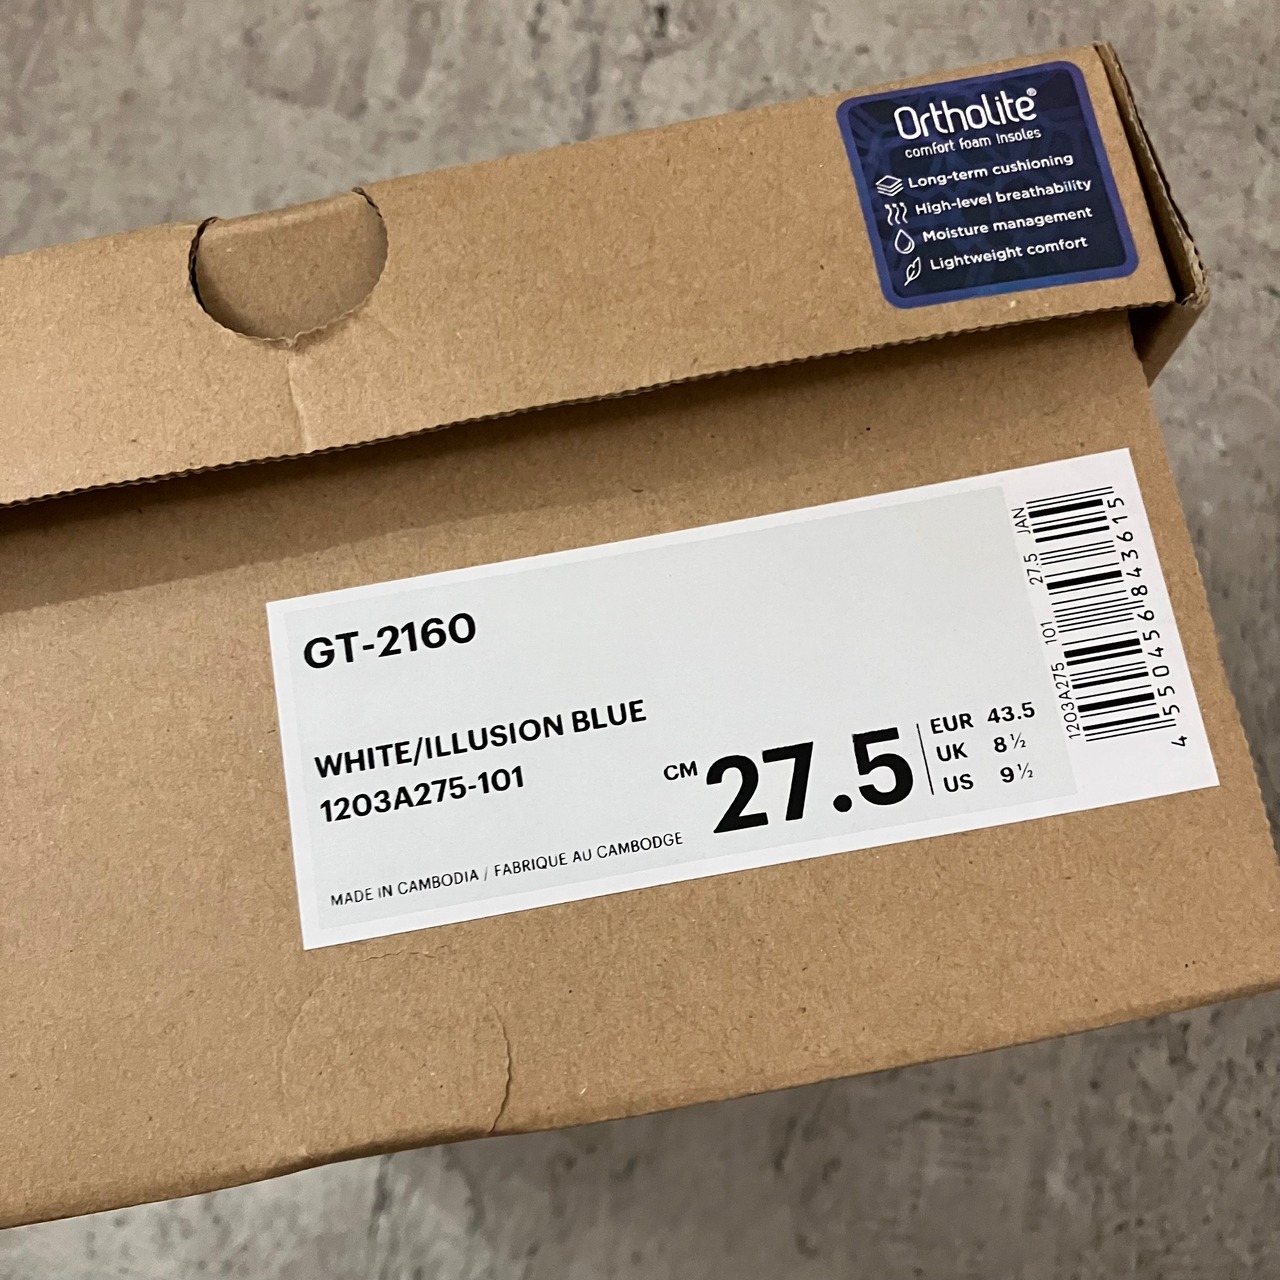 Ortholite®
comfort foam insoles
Long-term cushioning
High-level breathability
Moisture management
Lightweight comfort
GT-2160
WHITE/ILLUSION BLUE
1203A275-101
CM 27.5
EUR 43.5
UK 8½
US 9½
MADE IN CAMBODIA / FABRIQUE AU CAMBODGE
1203A275 101 27.5 JAN
4 550456 843615